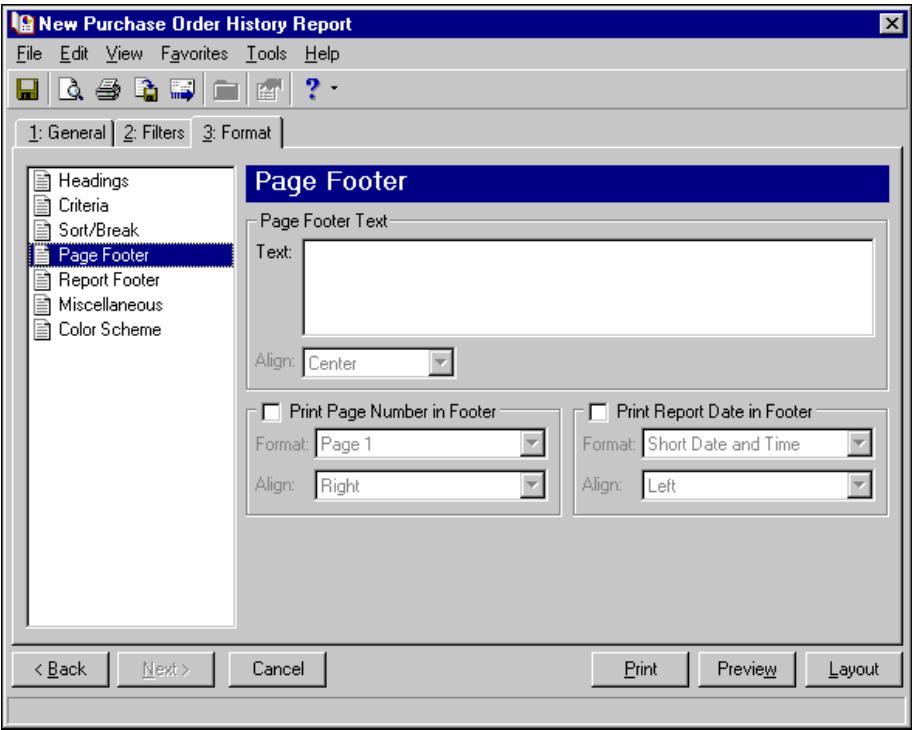 New Purchase Order History Report
File Edit View Favorites Tools Help
1: General 2: Filters 3: Format
Headings
Criteria
Sort/Break
Page Footer
Report Footer
Miscellaneous
Color Scheme
Page Footer
Page Footer Text
Text:
Align: Center
Print Page Number in Footer
Format: Page 1
Align: Right
Print Report Date in Footer
Format: Short Date and Time
Align: Left
< Back Next > Cancel Print Preview Layout